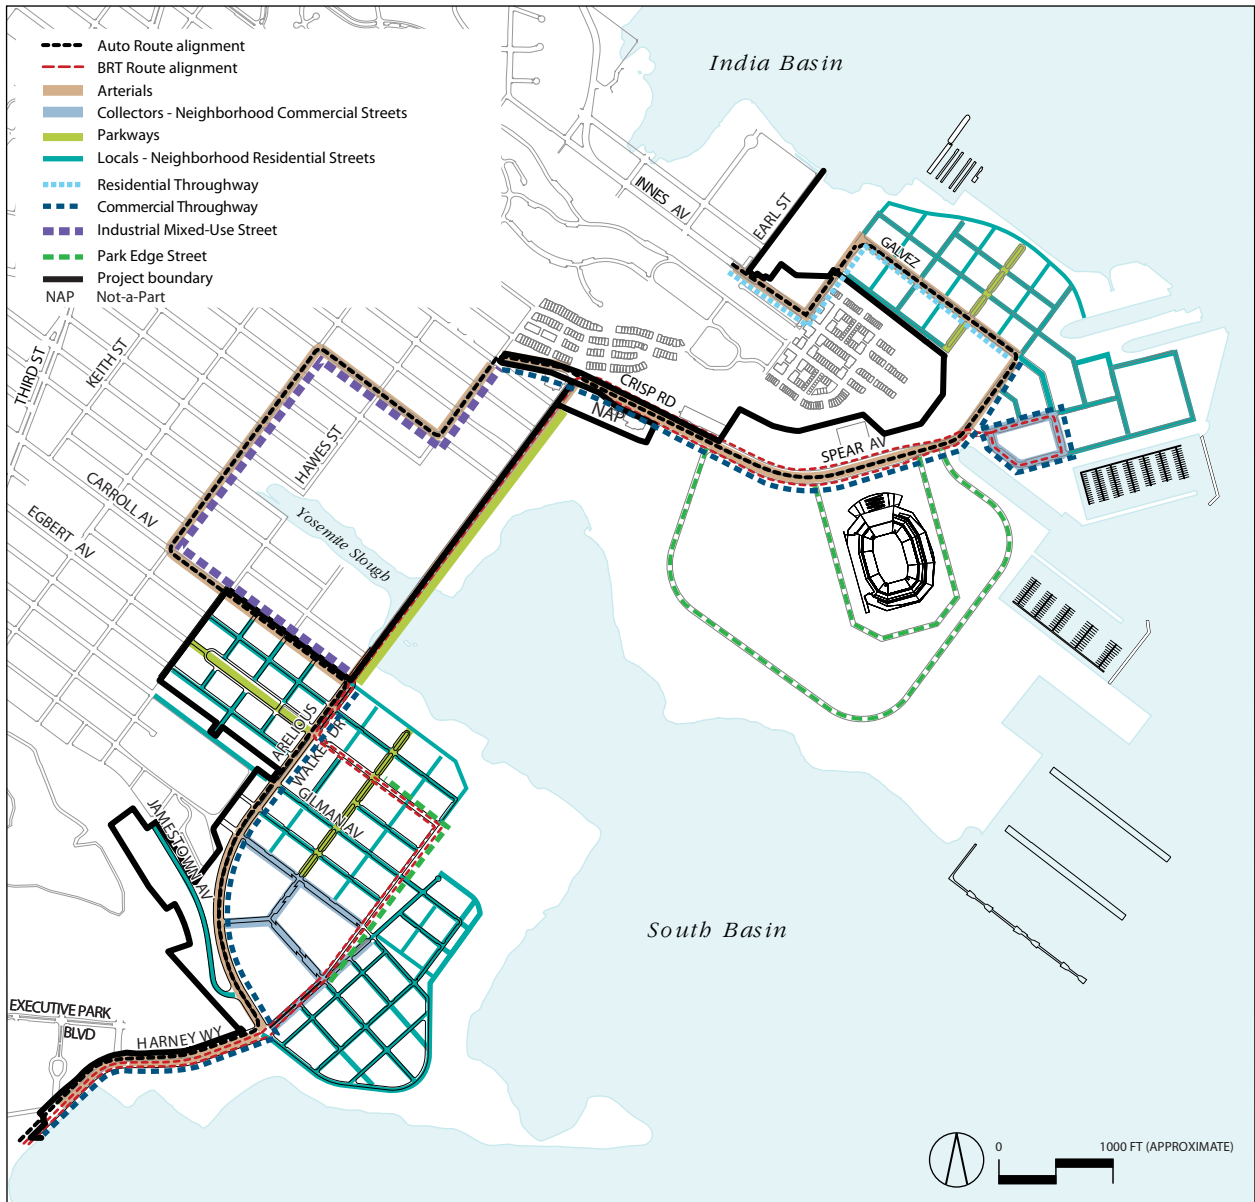 Auto Route alignment
BRT Route alignment
Arterials
Collectors - Neighborhood Commercial Streets
Parkways
Locals - Neighborhood Residential Streets
Residential Throughway
Commercial Throughway
Industrial Mixed-Use Street
Park Edge Street
Project boundary
NAP Not-a-Part
India Basin
INNES AV
EARL ST
GALVEZ
THIRD ST
KEITH ST
CRISP RD
NAP
SPEAR AV
HAWES ST
CARROLL AV
EGBERT AV
Yosemite Slough
ARELIOUS
WALKER DR
GILMAN AV
JAMESTOWN AV
South Basin
EXECUTIVE PARK
BLVD
HARNEY WY
0 1000 FT (APPROXIMATE)